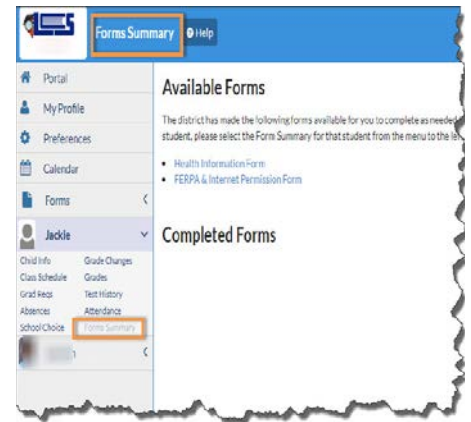 Forms Summary
Help
Portal
My Profile
Preferences
Calendar
Forms
Jackie
Child Info Grade Changes
Class Schedule Grades
Grad Reqs Test History
Absences Attendance
School Choice Forms Summary
Available Forms
The district has made the following forms available for you to complete as needed
student, please select the Form Summary for that student from the menu to the
Health Information Form
FERPA & Internet Permission Form
Completed Forms